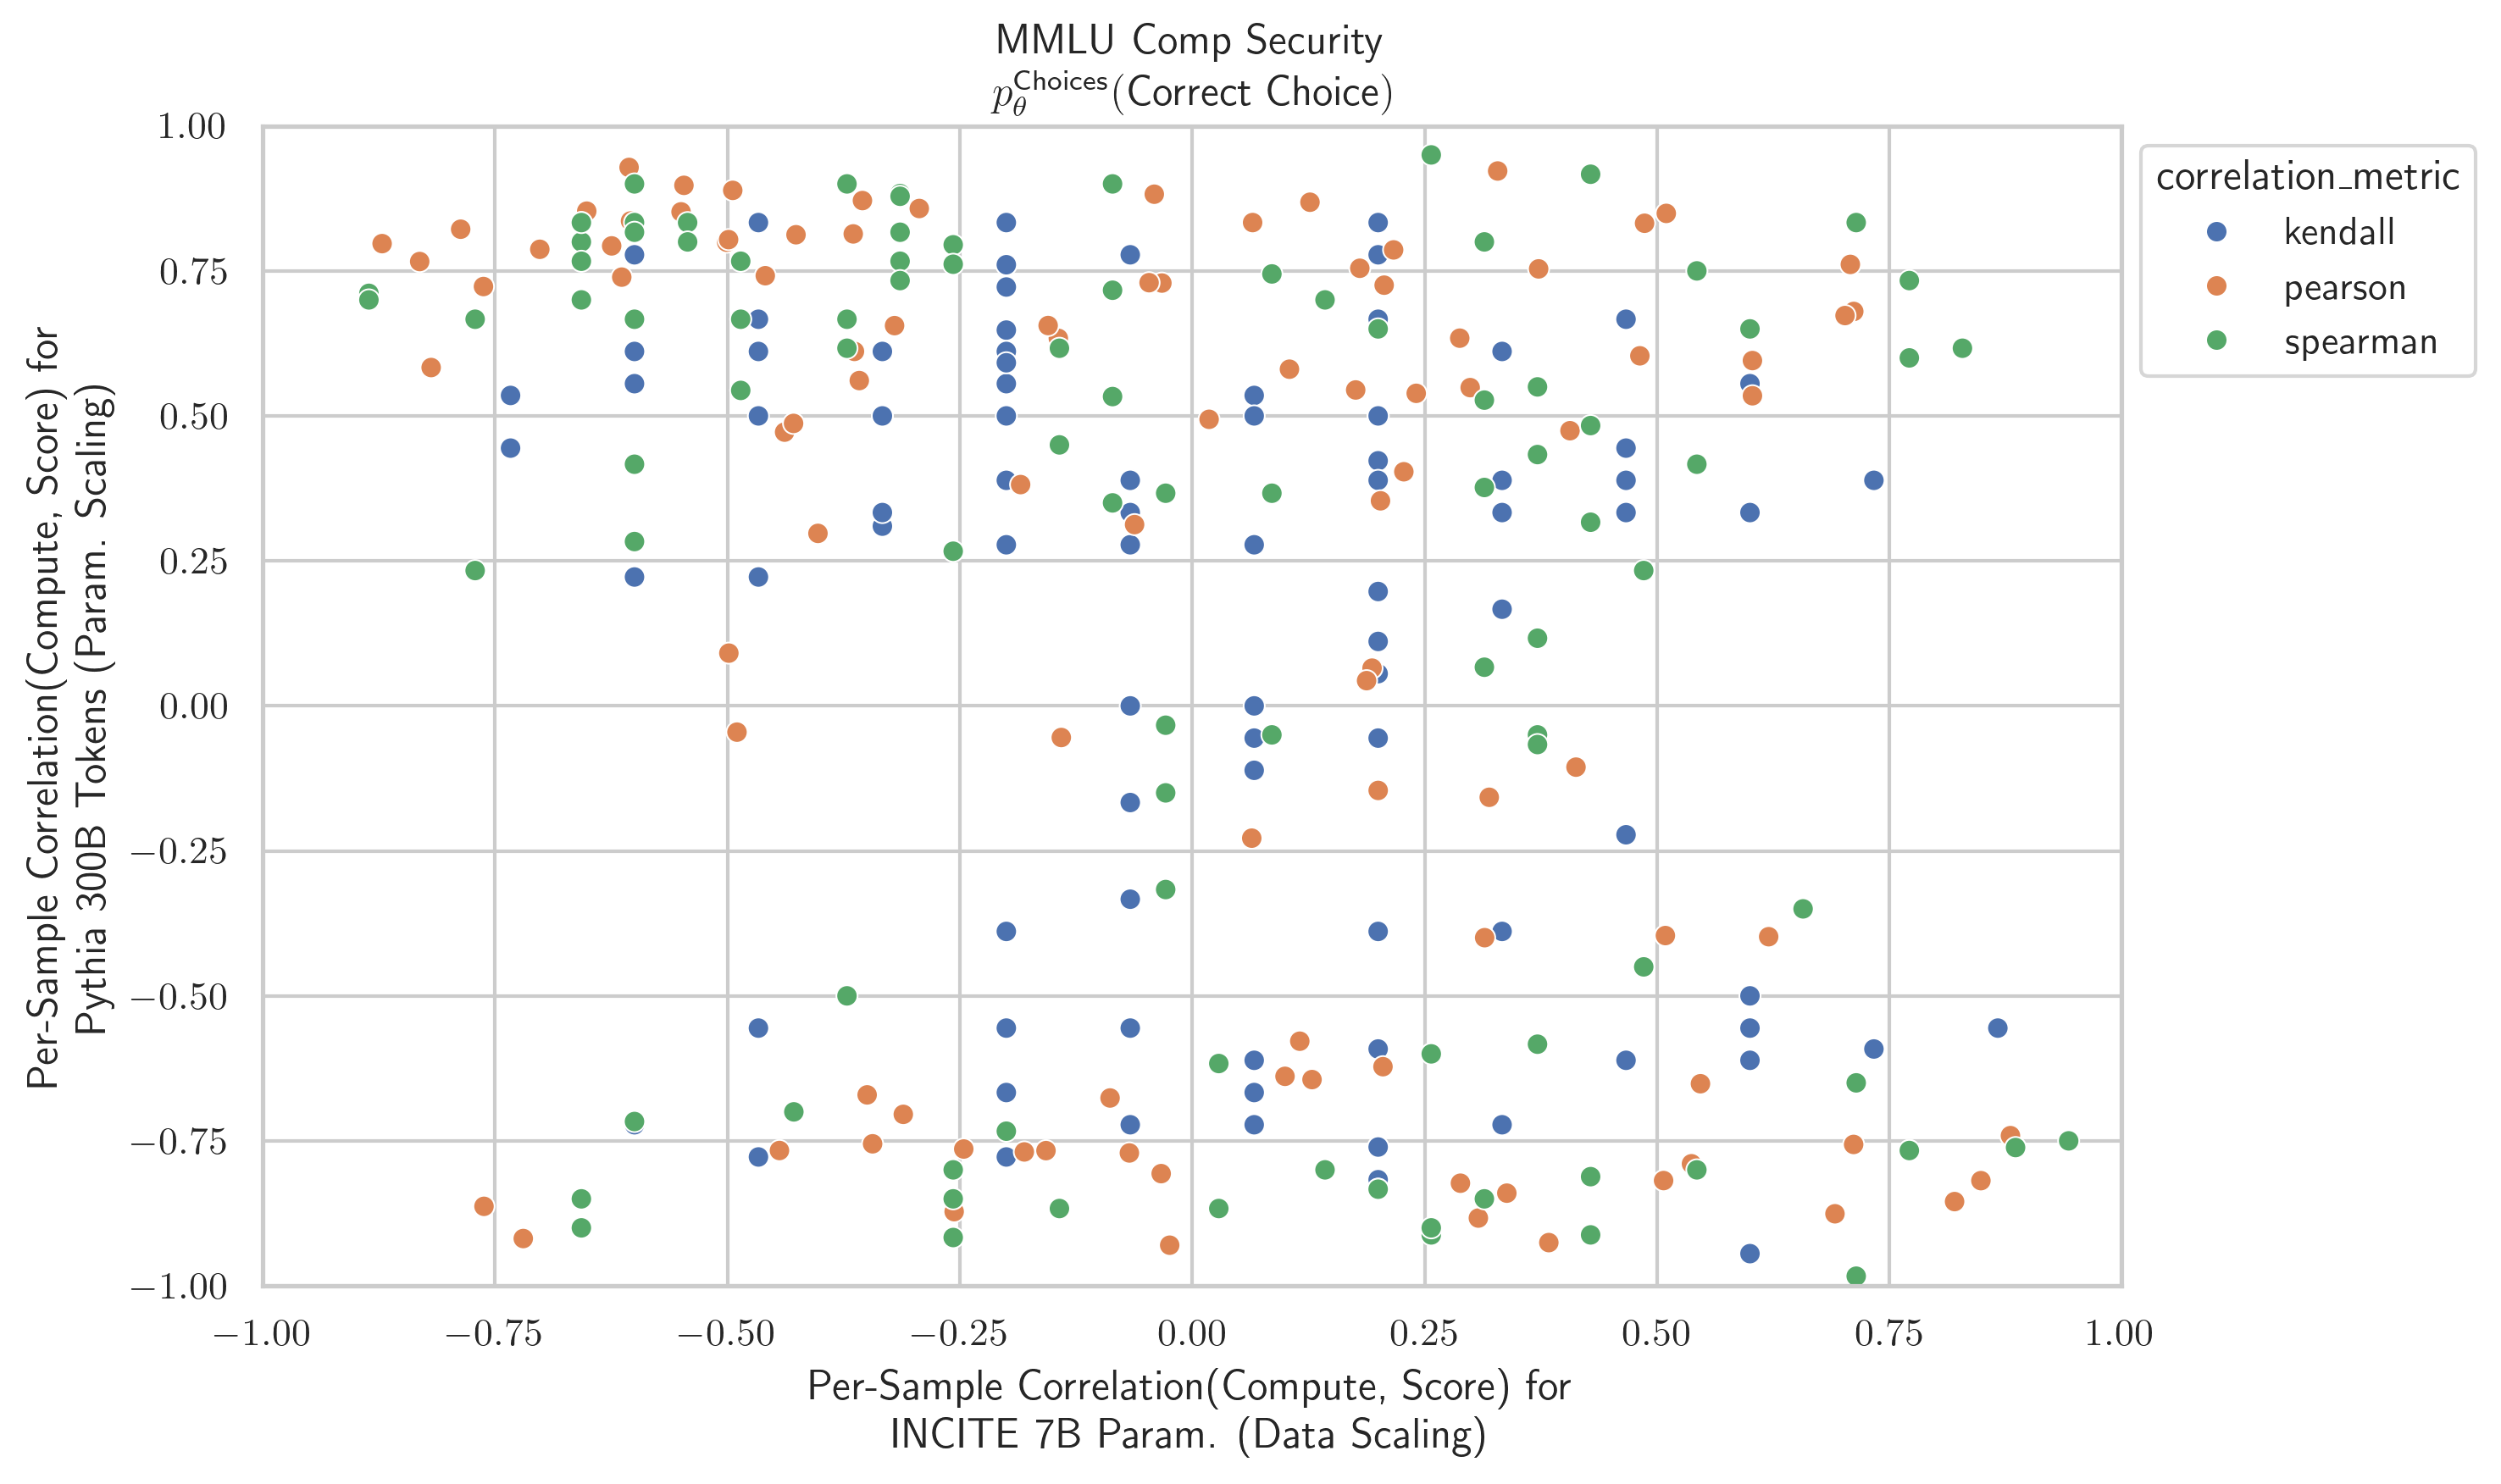 MMLU Comp Security
p_θ^Choices(Correct Choice)
Per-Sample Correlation(Compute, Score) for
Pythia 300B Tokens (Param. Scaling)
1.00
0.75
0.50
0.25
0.00
−0.25
−0.50
−0.75
−1.00
−1.00 −0.75 −0.50 −0.25 0.00 0.25 0.50 0.75 1.00
Per-Sample Correlation(Compute, Score) for
INCITE 7B Param. (Data Scaling)
correlation_metric
kendall
pearson
spearman